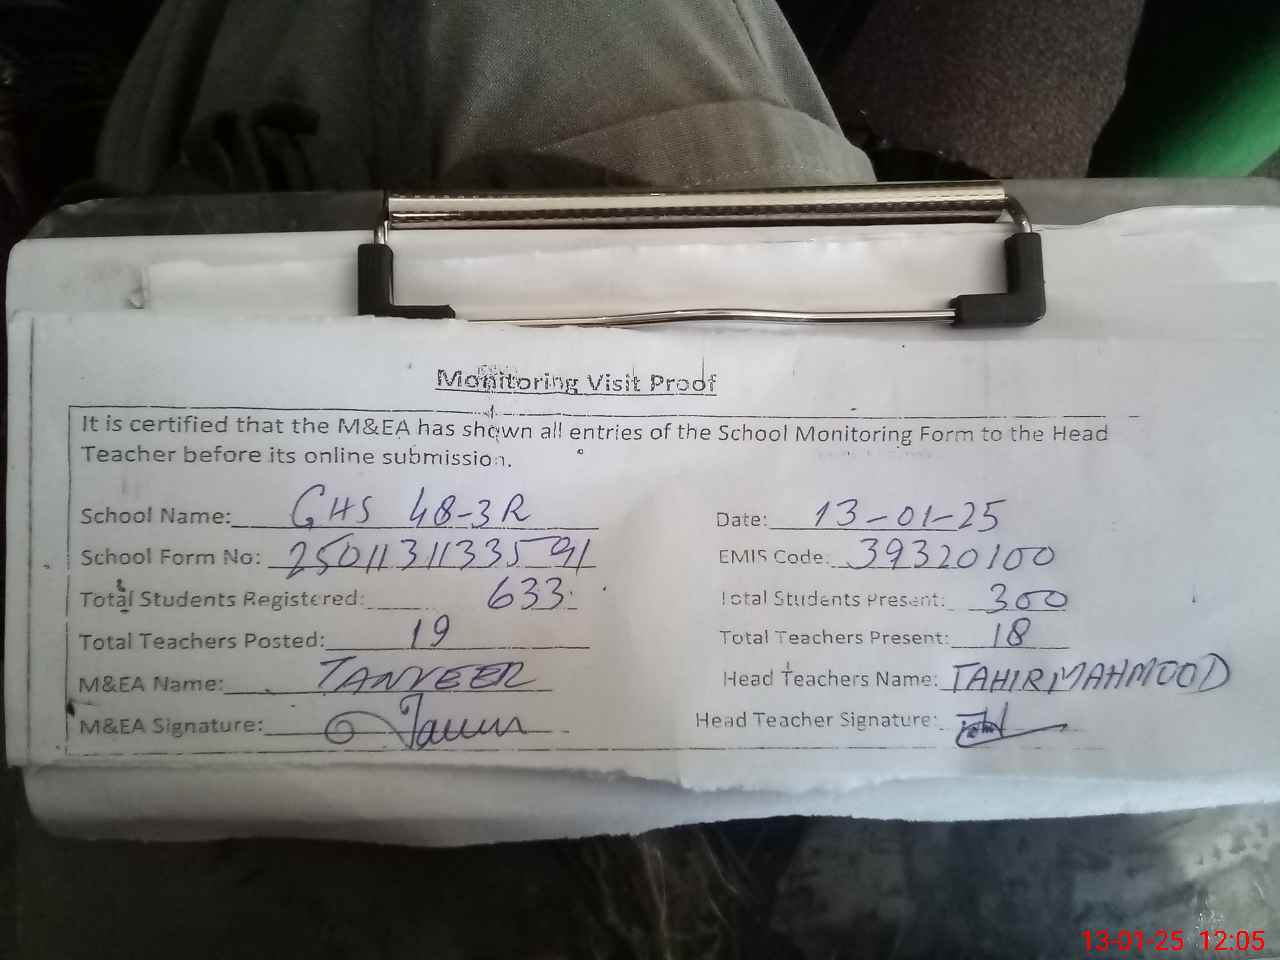 Monitoring Visit Proof
It is certified that the M&EA has shown all entries of the School Monitoring Form to the Head
Teacher before its online submission.
School Name: GHS 48-3R Date: 13-01-25
School Form No: 2501131133591 EMIS Code: 39320100
Total Students Registered: 633 Total Students Present: 300
Total Teachers Posted: 19 Total Teachers Present: 18
M&EA Name: TANVEER Head Teachers Name: TAHIR MAHMOOD
M&EA Signature: Head Teacher Signature:
13-01-25 12:05